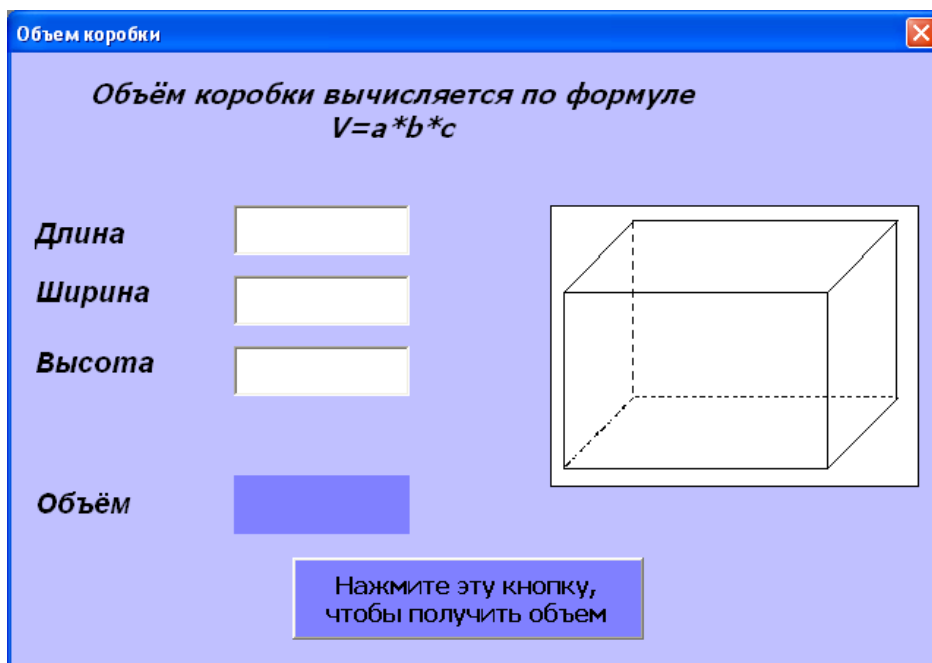 Объем коробки
Объём коробки вычисляется по формуле
V=a*b*c
Длина
Ширина
Высота
Объём
Нажмите эту кнопку,
чтобы получить объем